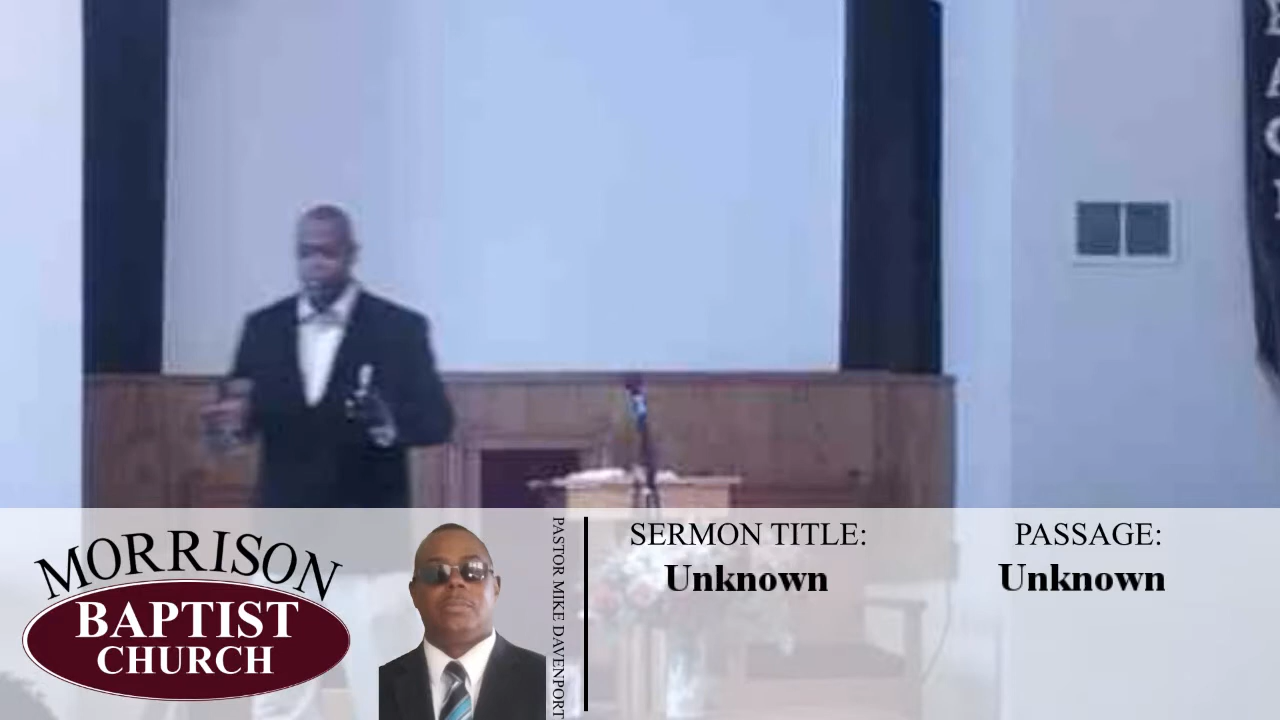 MORRISON
BAPTIST
CHURCH
PASTOR MIKE DAVENPORT
SERMON TITLE:
Unknown
PASSAGE:
Unknown